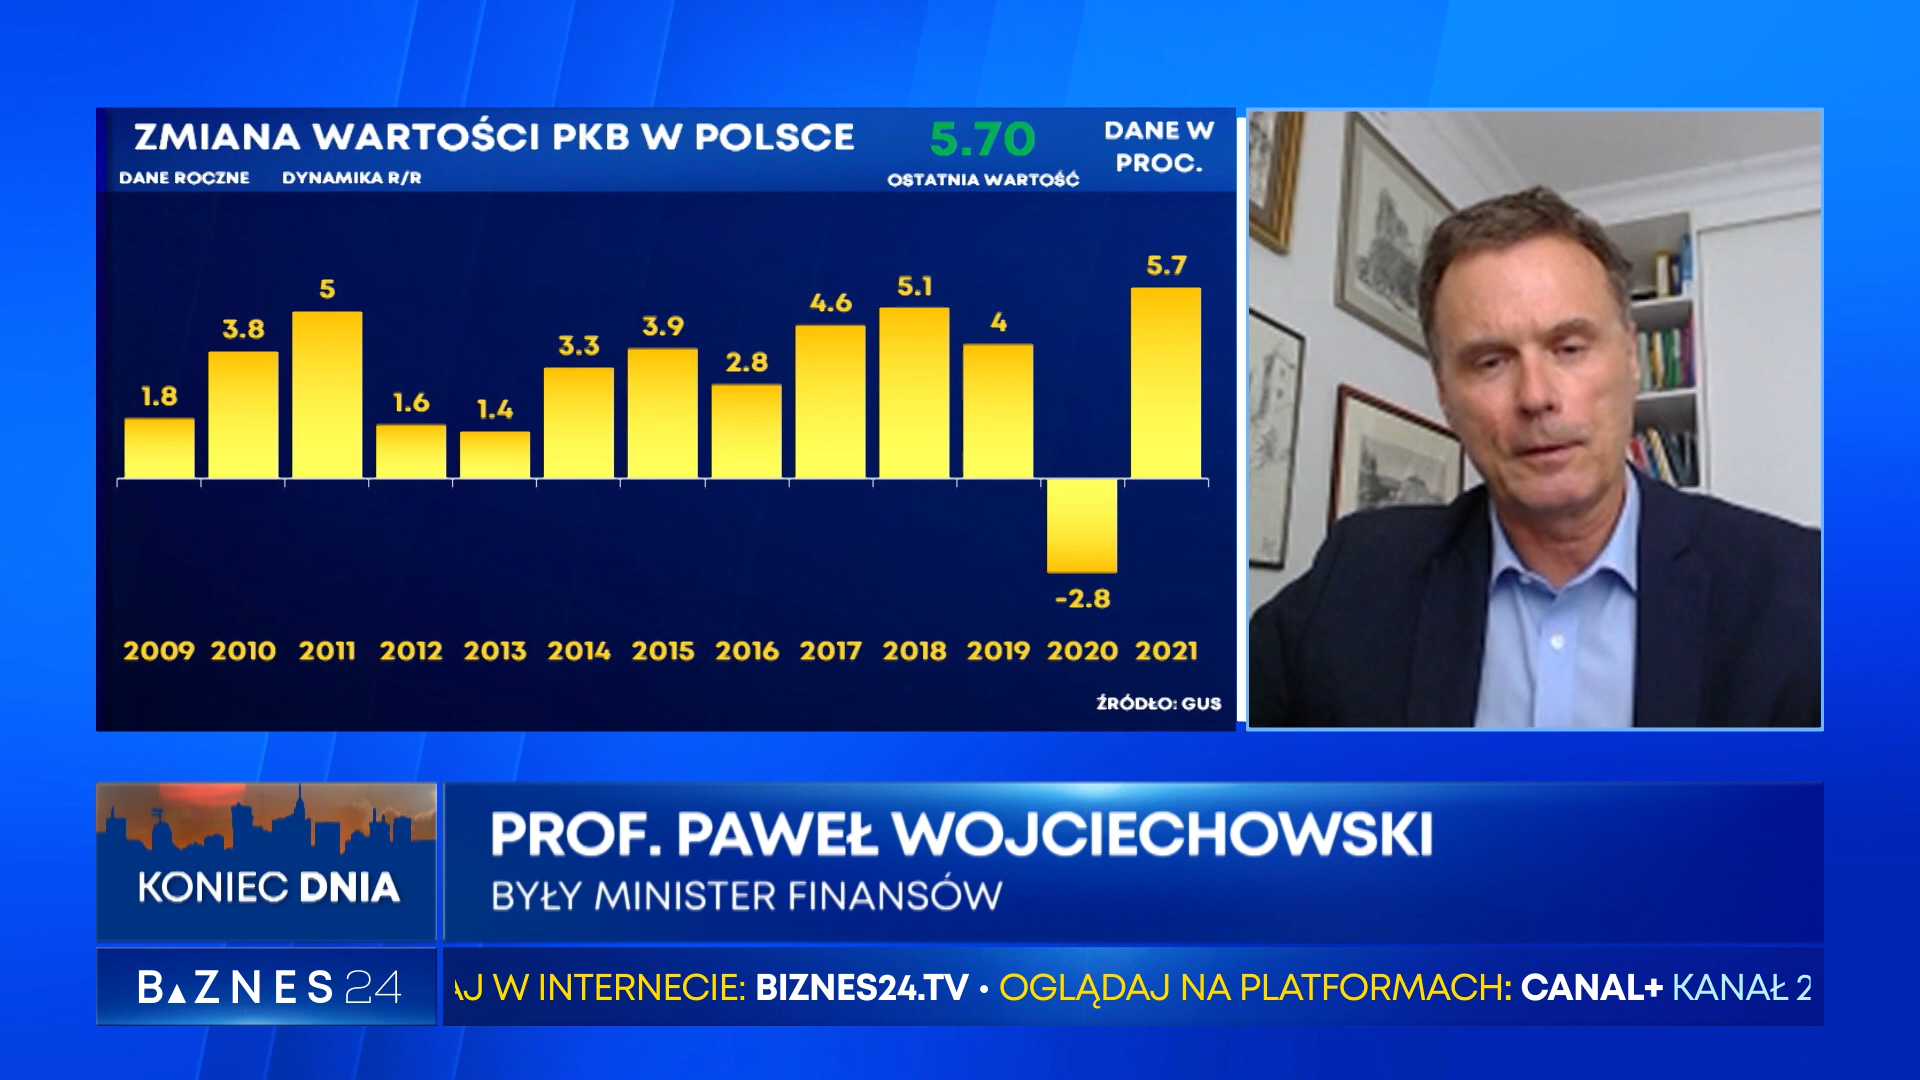 ZMIANA WARTOŚCI PKB W POLSCE
DANE ROCZNE DYNAMIKA R/R
5.70
OSTATNIA WARTOŚĆ
DANE W
PROC.
1.8
3.8
5
1.6
1.4
3.3
3.9
2.8
4.6
5.1
4
-2.8
5.7
2009 2010 2011 2012 2013 2014 2015 2016 2017 2018 2019 2020 2021
ŹRÓDŁO: GUS
KONIEC DNIA
PROF. PAWEŁ WOJCIECHOWSKI
BYŁY MINISTER FINANSÓW
BIZNES24
AJ W INTERNECIE: BIZNES24.TV • OGLĄDAJ NA PLATFORMACH: CANAL+ KANAŁ 2